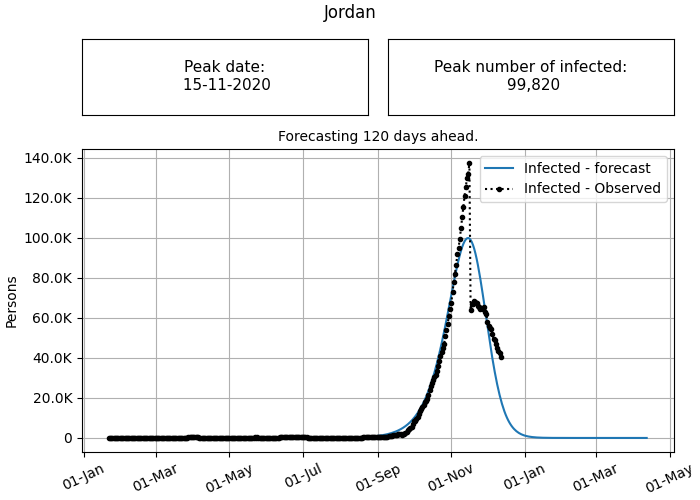 Jordan
Peak date:
15-11-2020
Peak number of infected:
99,820
Forecasting 120 days ahead.
Infected - forecast
Infected - Observed
Persons
140.0K
120.0K
100.0K
80.0K
60.0K
40.0K
20.0K
0
01-Jan
01-Mar
01-May
01-Jul
01-Sep
01-Nov
01-Jan
01-Mar
01-May